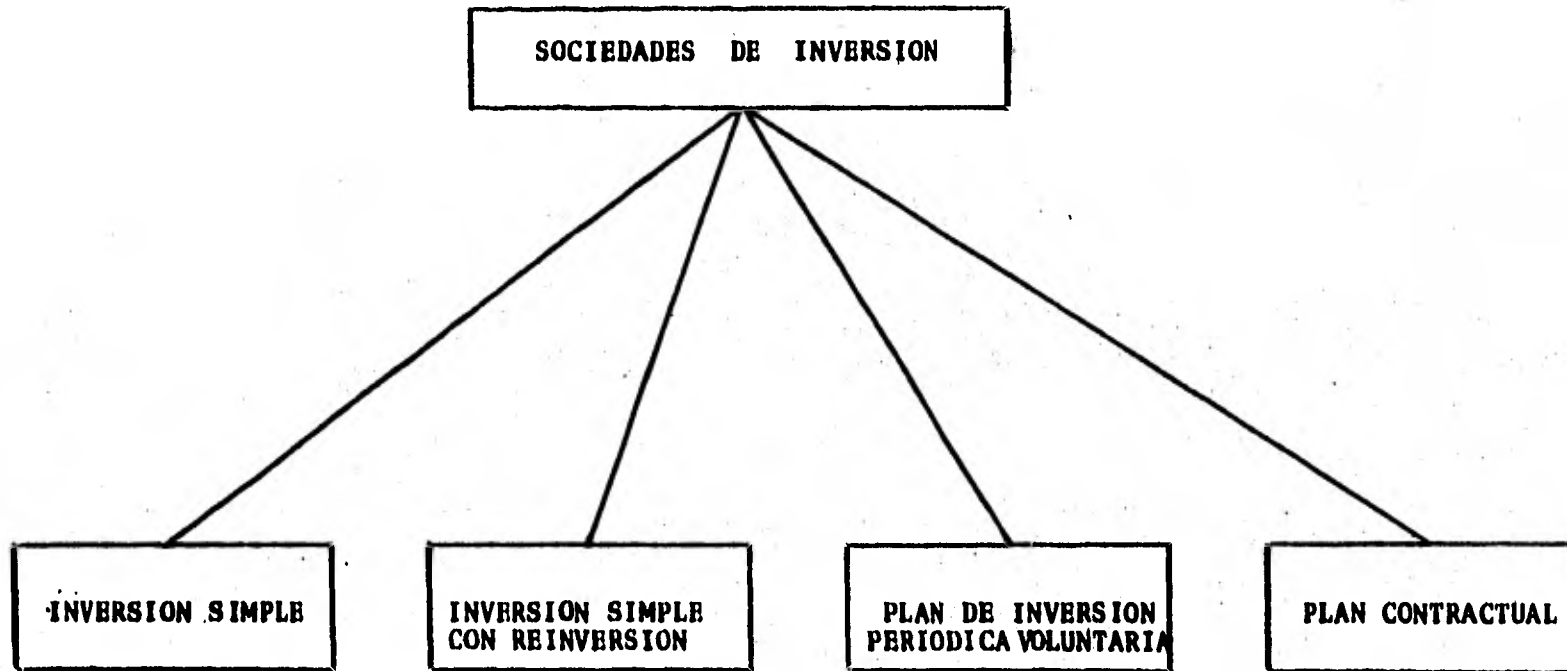 SOCIEDADES DE INVERSION
INVERSION SIMPLE
INVERSION SIMPLE
CON REINVERSION
PLAN DE INVERSION
PERIODICA VOLUNTARIA
PLAN CONTRACTUAL